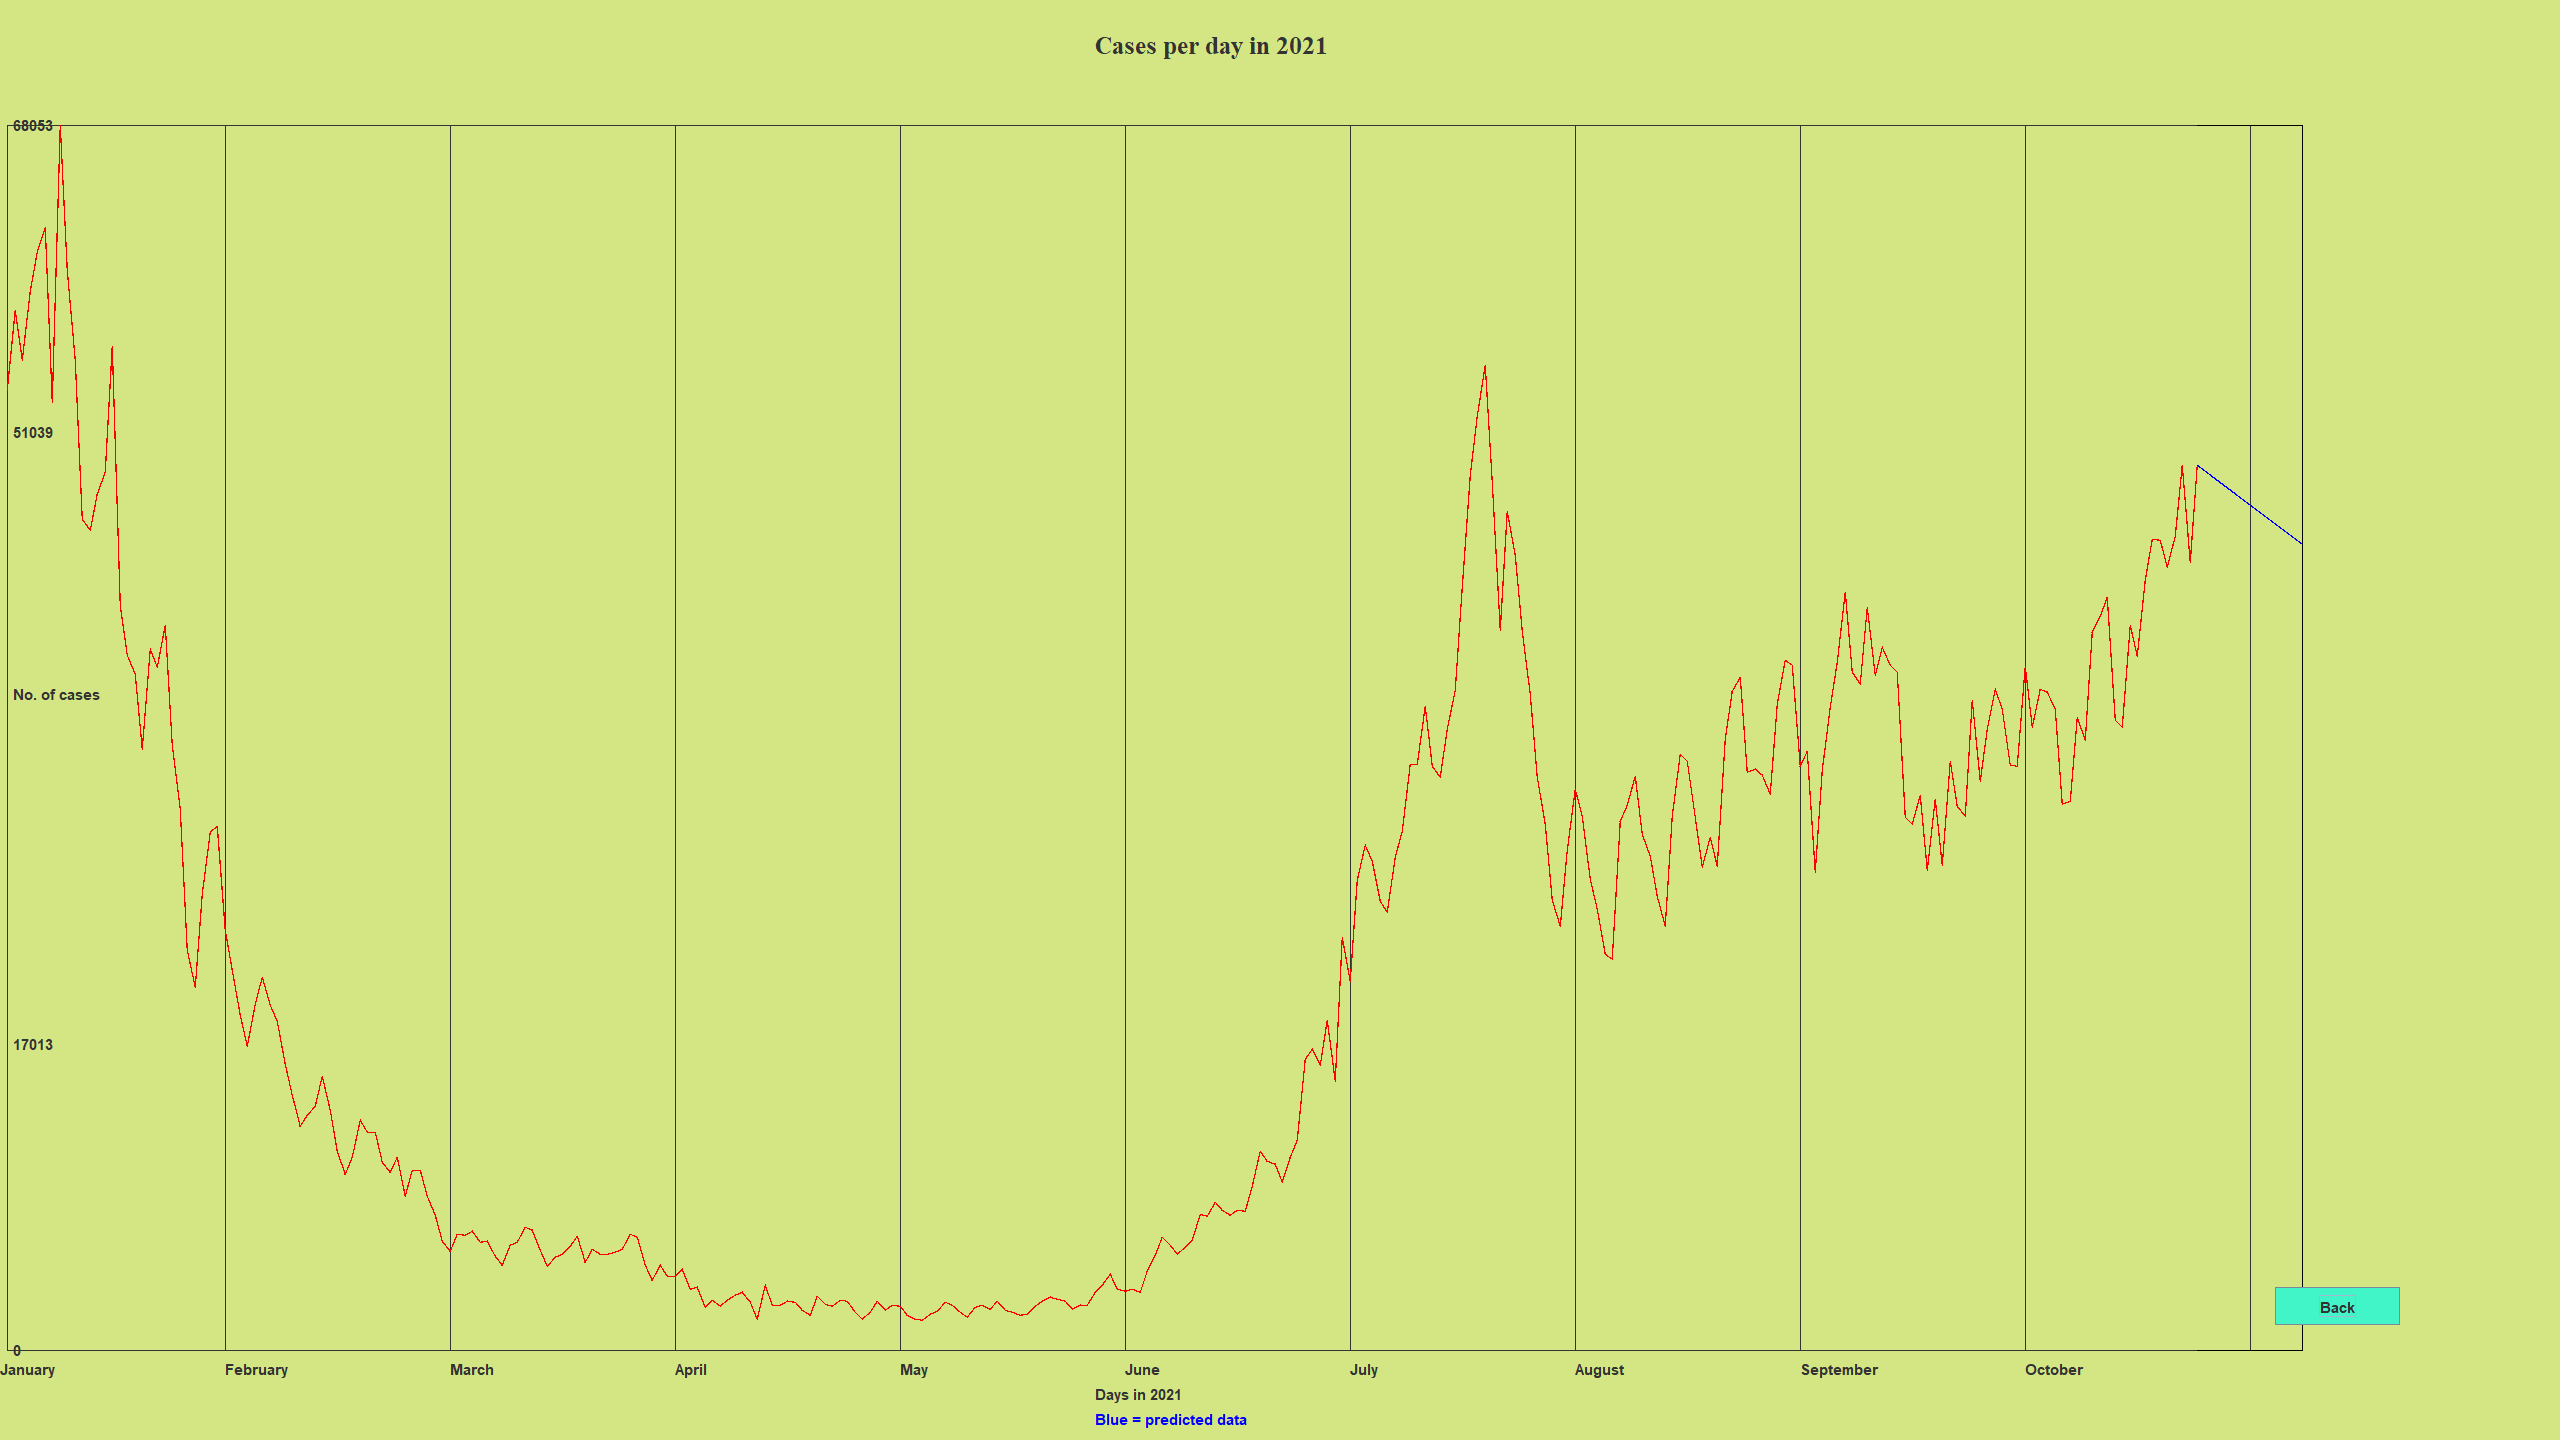 Cases per day in 2021
68053
51039
No. of cases
17013
0
January February March April May June July August September October
Days in 2021
Blue = predicted data
Back